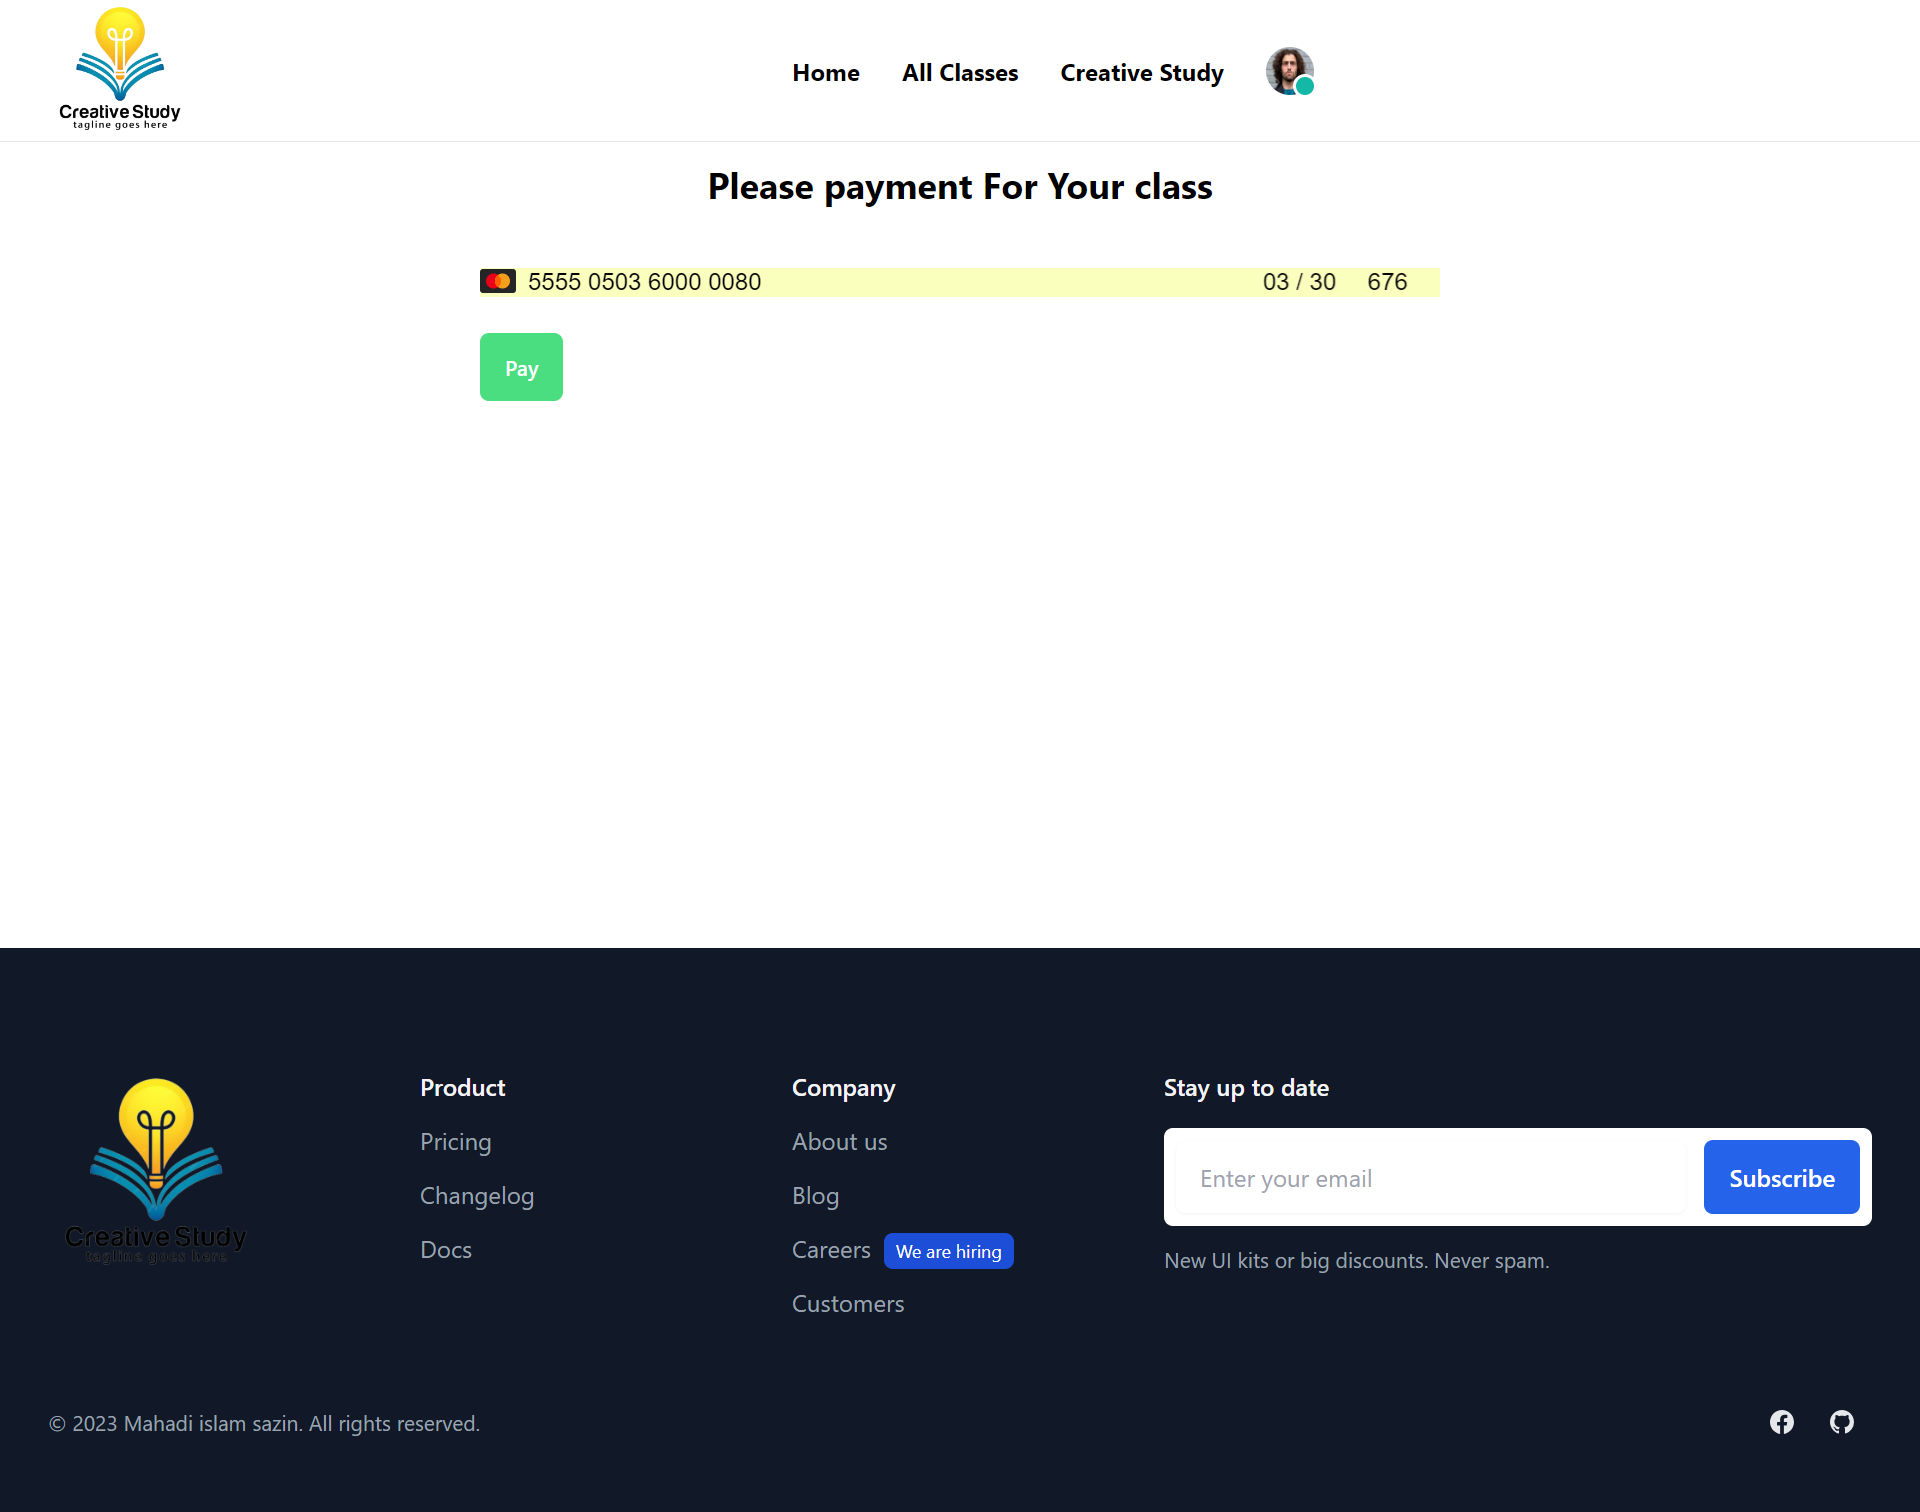 Creative Study
tagline goes here
Home All Classes Creative Study
Please payment For Your class
5555 0503 6000 0080 03 / 30 676
Pay
Creative Study
tagline goes here
Product
Pricing
Changelog
Docs
Company
About us
Blog
Careers We are hiring
Customers
Stay up to date
Enter your email Subscribe
New UI kits or big discounts. Never spam.
© 2023 Mahadi islam sazin. All rights reserved.